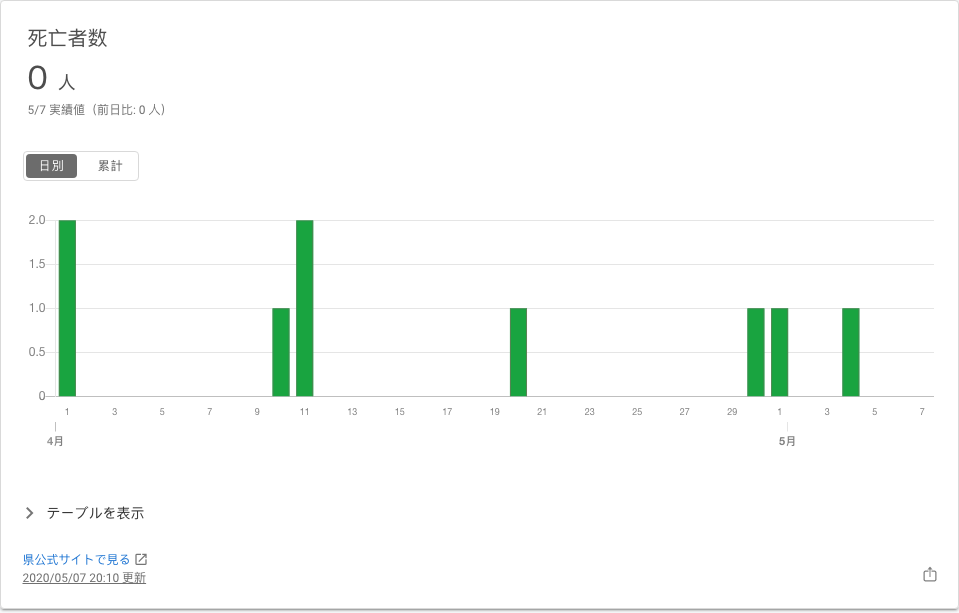 死亡者数
0 人
5/7 実績値（前日比: 0 人）
日別 累計
2.0
1.5
1.0
0.5
0
1 3 5 7 9 11 13 15 17 19 21 23 25 27 29 1 3 5 7
4月 5月
テーブルを表示
県公式サイトで見る
2020/05/07 20:10 更新